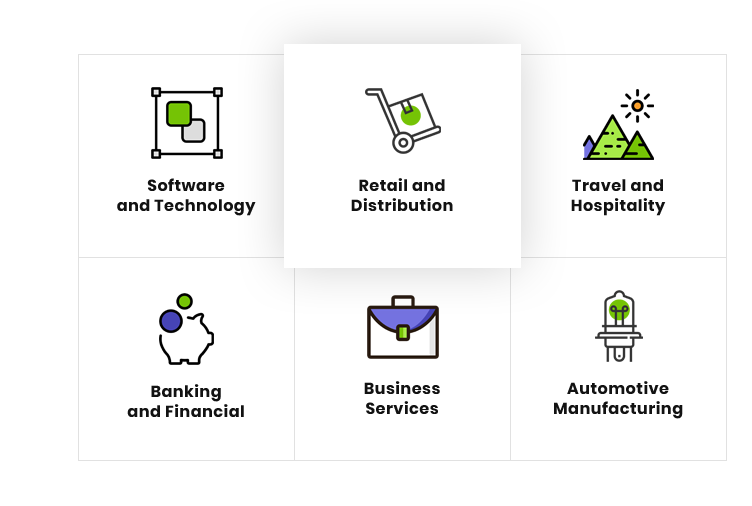 Software
and Technology
Retail and
Distribution
Travel and
Hospitality
Banking
and Financial
Business
Services
Automotive
Manufacturing